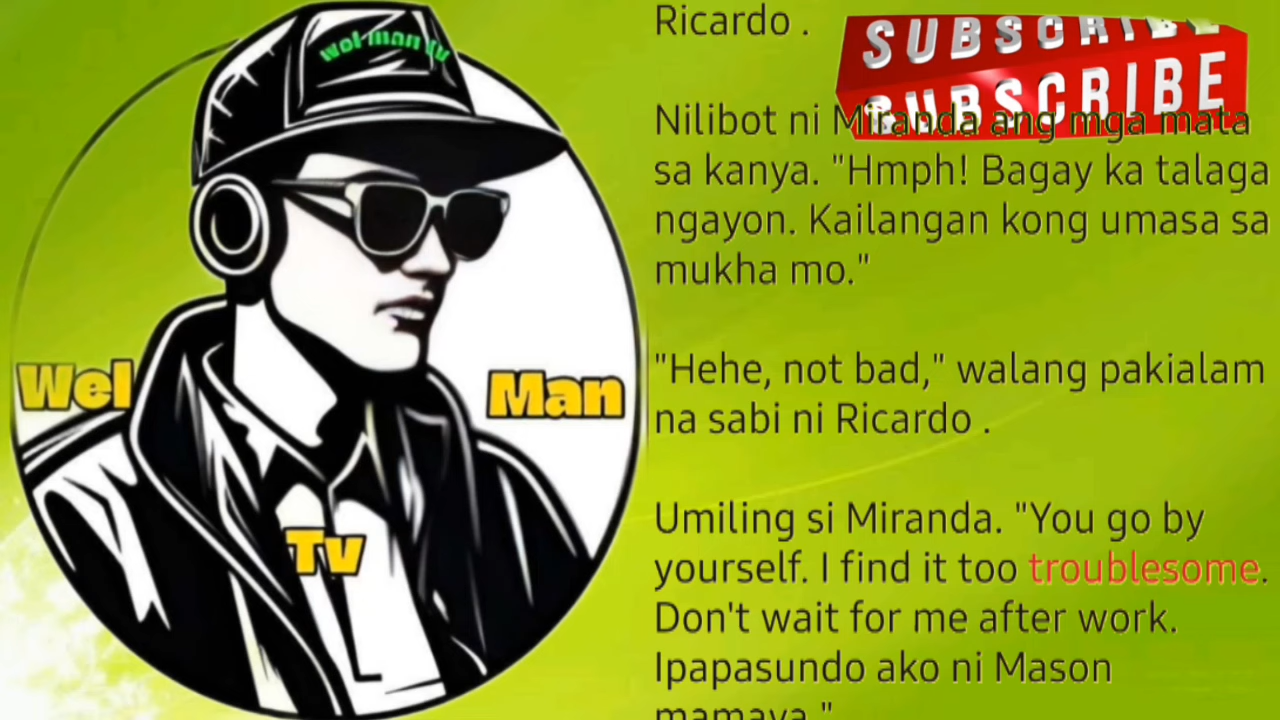 wel man tv
Wel
Man
Tv
SUBSCRIBE
SUBSCRIBE
Ricardo .
Nilibot ni Miranda ang mga mata
sa kanya. "Hmph! Bagay ka talaga
ngayon. Kailangan kong umasa sa
mukha mo."
"Hehe, not bad," walang pakialam
na sabi ni Ricardo .
Umiling si Miranda. "You go by
yourself. I find it too troublesome.
Don't wait for me after work.
Ipapasundo ako ni Mason
mamaya."